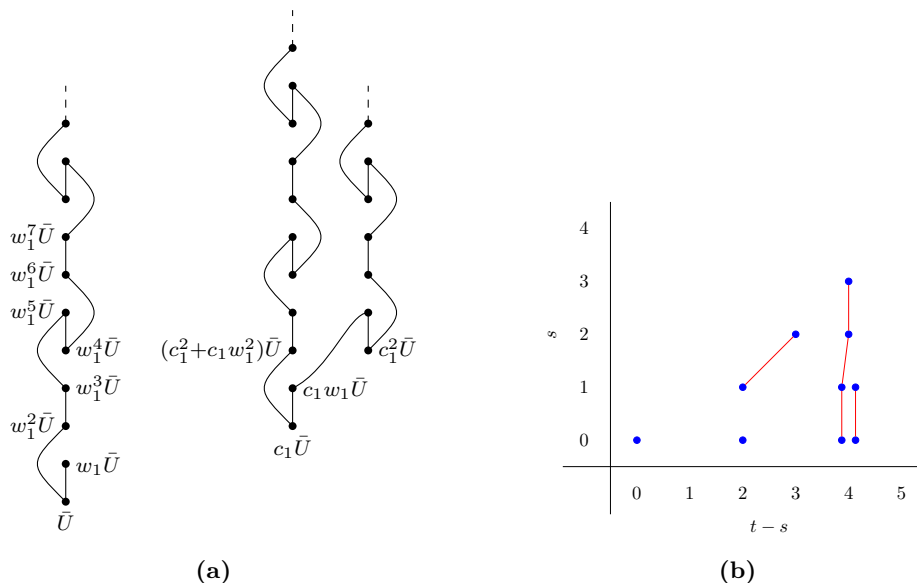 $w_1^7\bar{U}$
$w_1^6\bar{U}$
$w_1^5\bar{U}$
$w_1^4\bar{U}$
$w_1^3\bar{U}$
$w_1^2\bar{U}$
$w_1\bar{U}$
$\bar{U}$
$(c_1^2+c_1w_1^2)\bar{U}$
$c_1^2\bar{U}$
$c_1w_1\bar{U}$
$c_1\bar{U}$
(a)
4
3
2
1
0
s
0 1 2 3 4 5
t − s
(b)